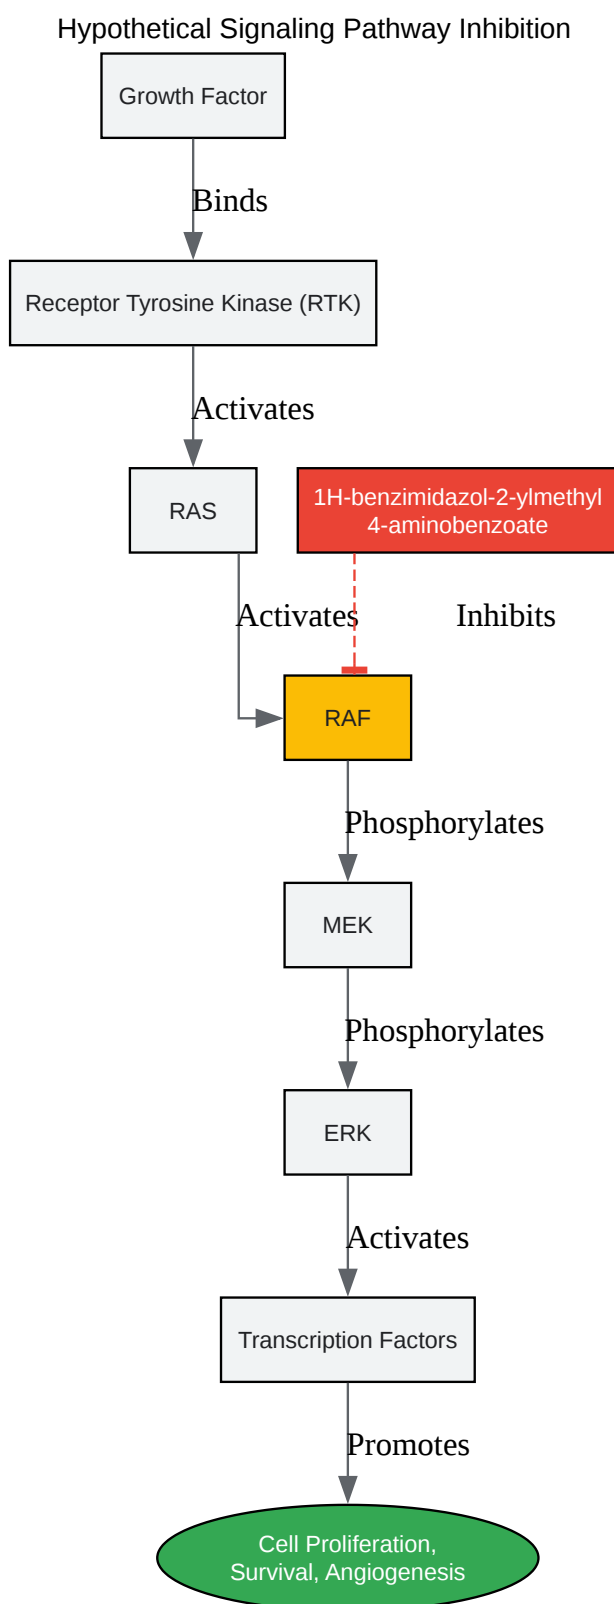 Hypothetical Signaling Pathway Inhibition
Growth Factor
Binds
Receptor Tyrosine Kinase (RTK)
Activates
RAS
1H-benzimidazol-2-ylmethyl
4-aminobenzoate
Activates
Inhibits
RAF
Phosphorylates
MEK
Phosphorylates
ERK
Activates
Transcription Factors
Promotes
Cell Proliferation,
Survival, Angiogenesis